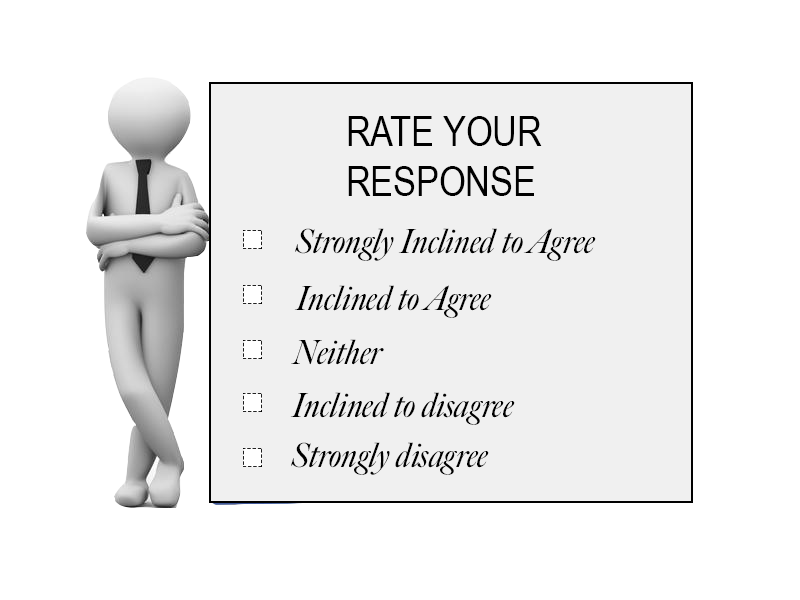 RATE YOUR
RESPONSE
Strongly Inclined to Agree
Inclined to Agree
Neither
Inclined to disagree
Strongly disagree